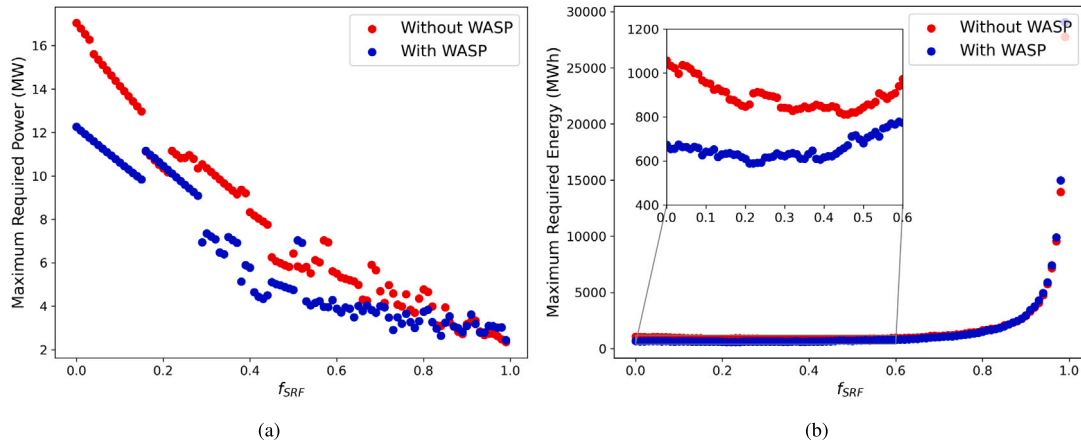 Without WASP
With WASP
16
14
12
10
8
6
4
2
Maximum Required Power (MW)
0.0 0.2 0.4 0.6 0.8 1.0
f_SRF
(a)
Without WASP
With WASP
30000
25000
20000
15000
10000
5000
0
Maximum Required Energy (MWh)
1200
1000
800
600
400
0.0 0.1 0.2 0.3 0.4 0.5 0.6
0.0 0.2 0.4 0.6 0.8 1.0
f_SRF
(b)